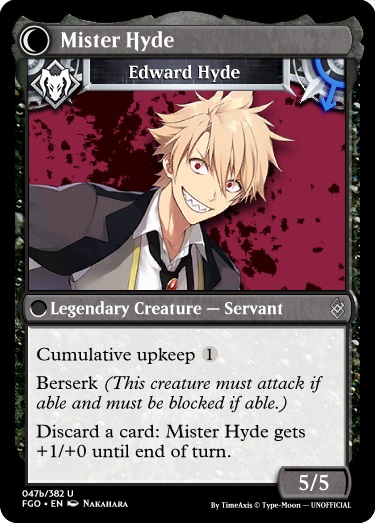 Mister Hyde
Edward Hyde
Legendary Creature — Servant
Cumulative upkeep 1
Berserk (This creature must attack if
able and must be blocked if able.)
Discard a card: Mister Hyde gets
+1/+0 until end of turn.
5/5
047b/382 U
FGO • EN Nakahara
By TimeAxis © Type-Moon — UNOFFICIAL